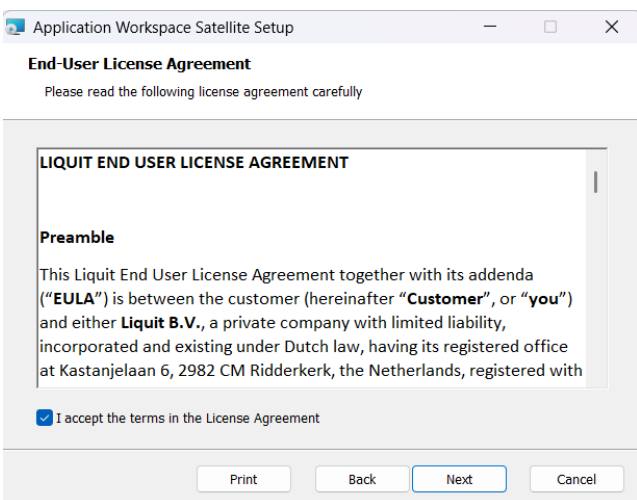 Application Workspace Satellite Setup
End-User License Agreement
Please read the following license agreement carefully
LIQUIT END USER LICENSE AGREEMENT
Preamble
This Liquit End User License Agreement together with its addenda
(“EULA”) is between the customer (hereinafter “Customer”, or “you”)
and either Liquit B.V., a private company with limited liability,
incorporated and existing under Dutch law, having its registered office
at Kastanjelaan 6, 2982 CM Ridderkerk, the Netherlands, registered with
I accept the terms in the License Agreement
Print Back Next Cancel